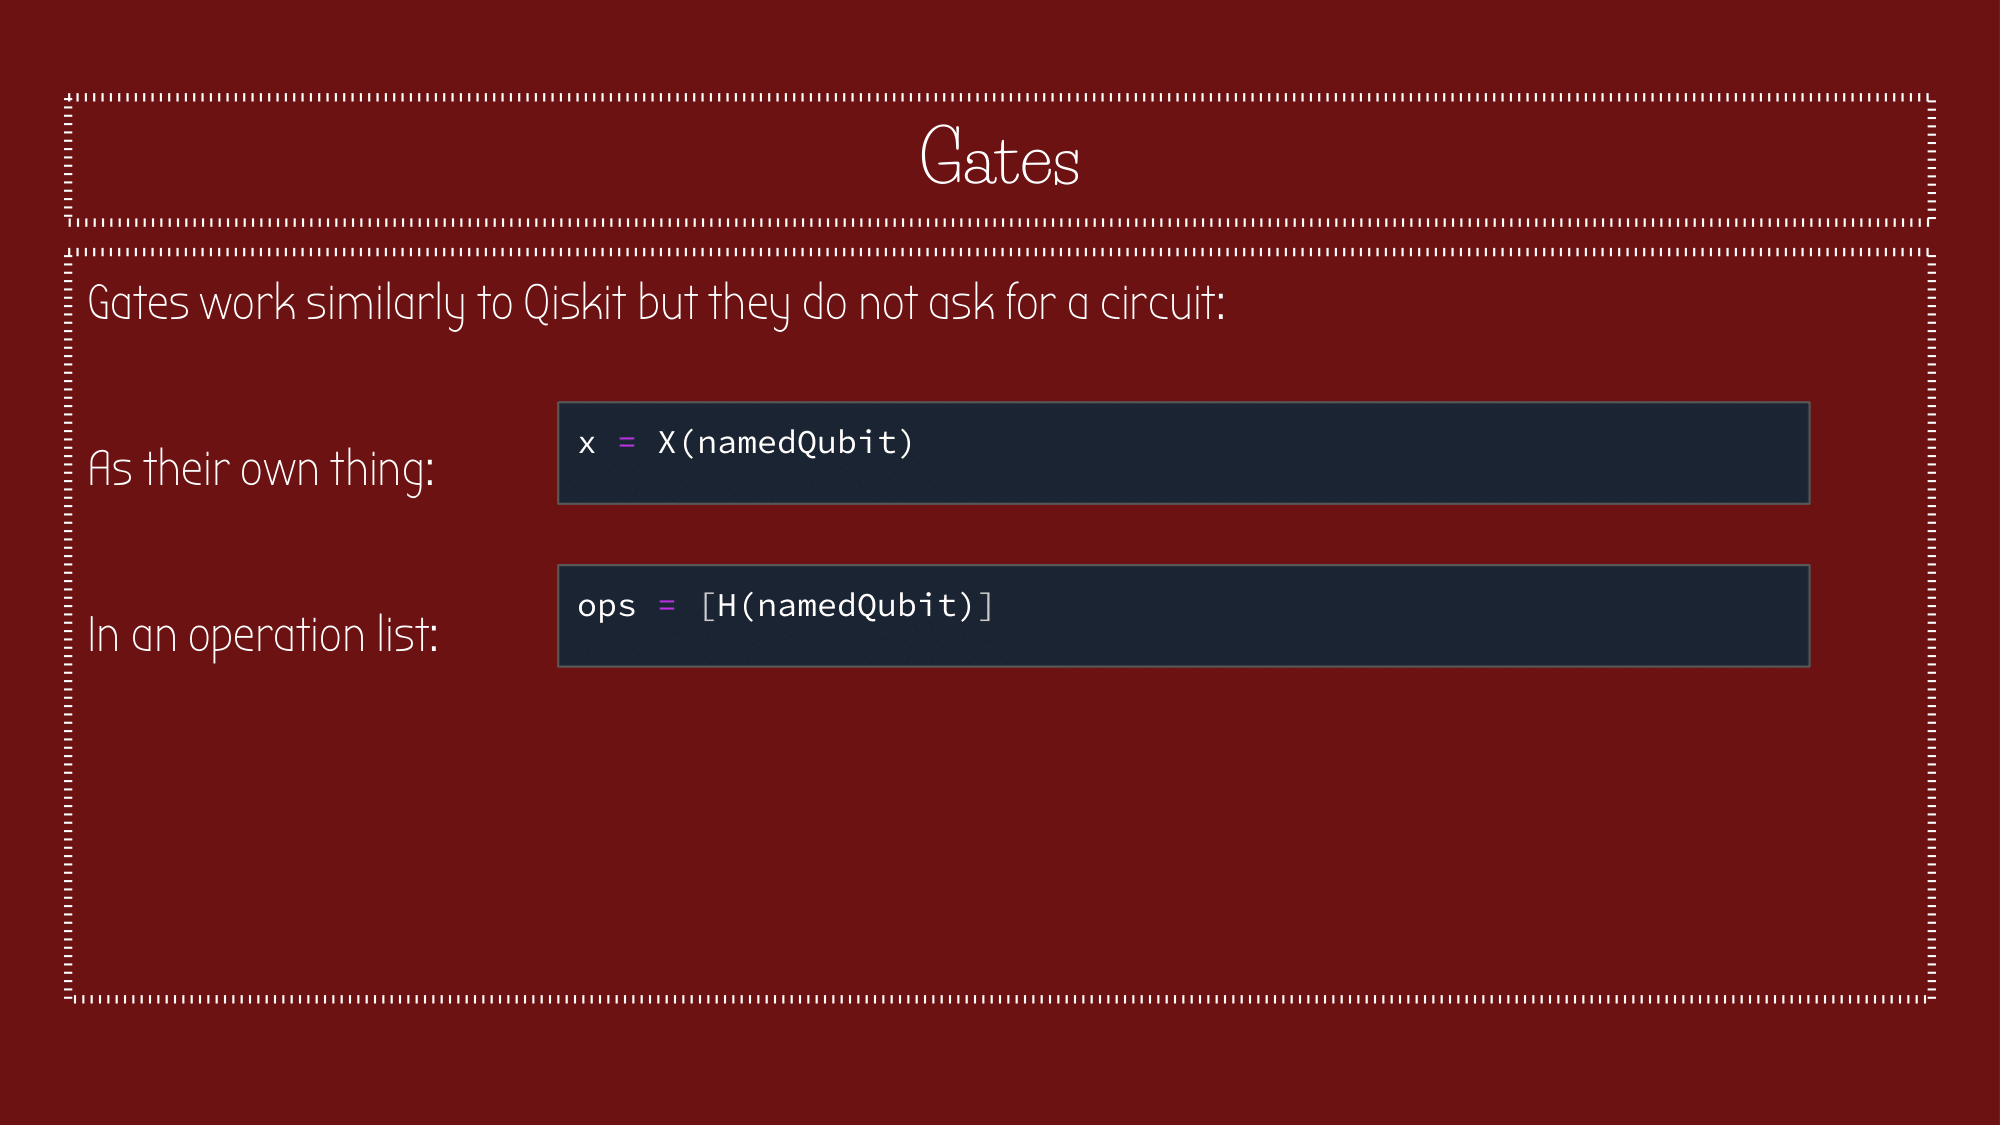 Gates
Gates work similarly to Qiskit but they do not ask for a circuit:
As their own thing:
x = X(namedQubit)
In an operation list:
ops = [H(namedQubit)]